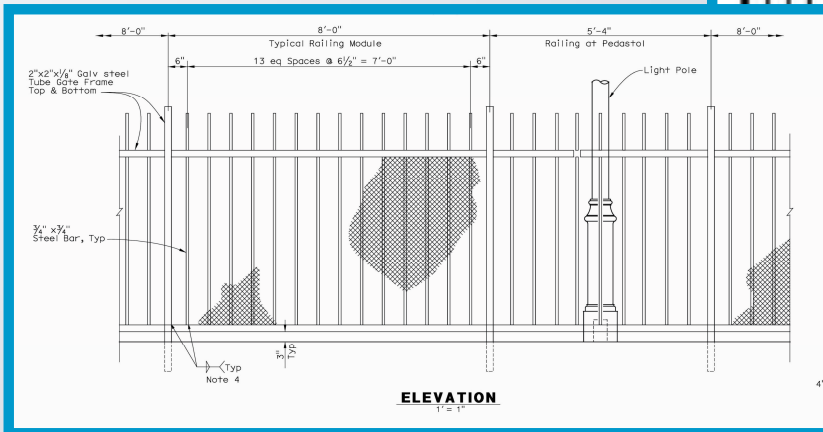 8'-0"
8'-0"
5'-4"
8'-0"
Typical Railing Module
Railing at Pedastol
6"
13 eq Spaces @ 6½" = 7'-0"
6"
2"x2"x⅛" Galv steel
Tube Gate Frame
Top & Bottom
Light Pole
¾" x¾"
Steel Bar, Typ
3"
Typ
Typ
Note 4
ELEVATION
1' = 1"
4"